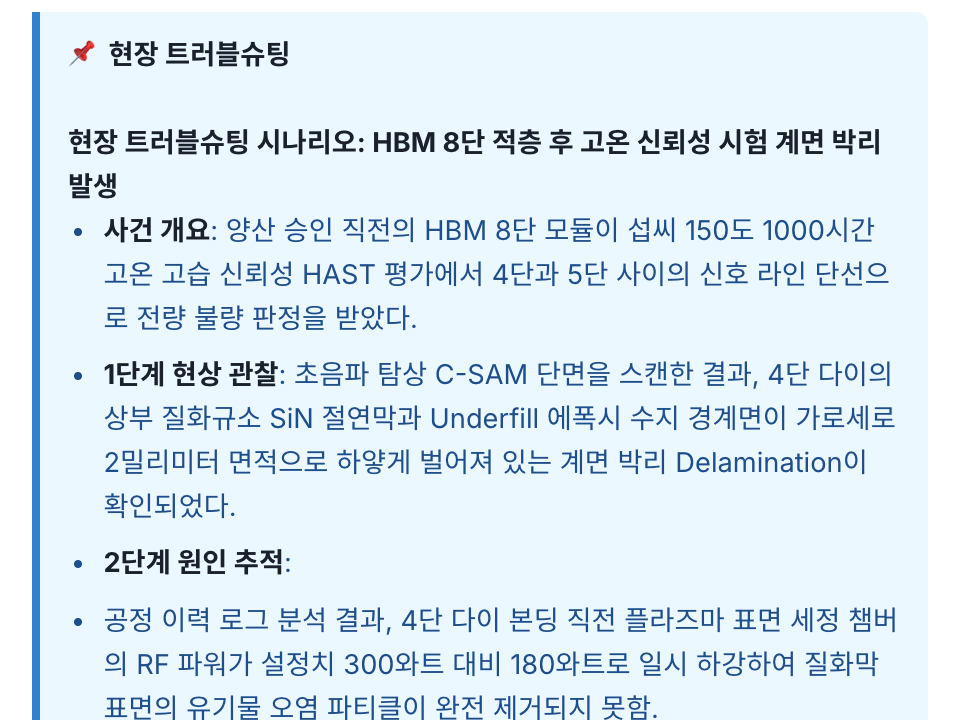 📌 현장 트러블슈팅
현장 트러블슈팅 시나리오: HBM 8단 적층 후 고온 신뢰성 시험 계면 박리
발생
• 사건 개요: 양산 승인 직전의 HBM 8단 모듈이 섭씨 150도 1000시간
고온 고습 신뢰성 HAST 평가에서 4단과 5단 사이의 신호 라인 단선으
로 전량 불량 판정을 받았다.
• 1단계 현상 관찰: 초음파 탐상 C-SAM 단면을 스캔한 결과, 4단 다이의
상부 질화규소 SiN 절연막과 Underfill 에폭시 수지 경계면이 가로세로
2밀리미터 면적으로 하얗게 벌어져 있는 계면 박리 Delamination이
확인되었다.
• 2단계 원인 추적:
• 공정 이력 로그 분석 결과, 4단 다이 본딩 직전 플라즈마 표면 세정 챔버
의 RF 파워가 설정치 300와트 대비 180와트로 일시 하강하여 질화막
표면의 유기물 오염 파티클이 완전 제거되지 못함.